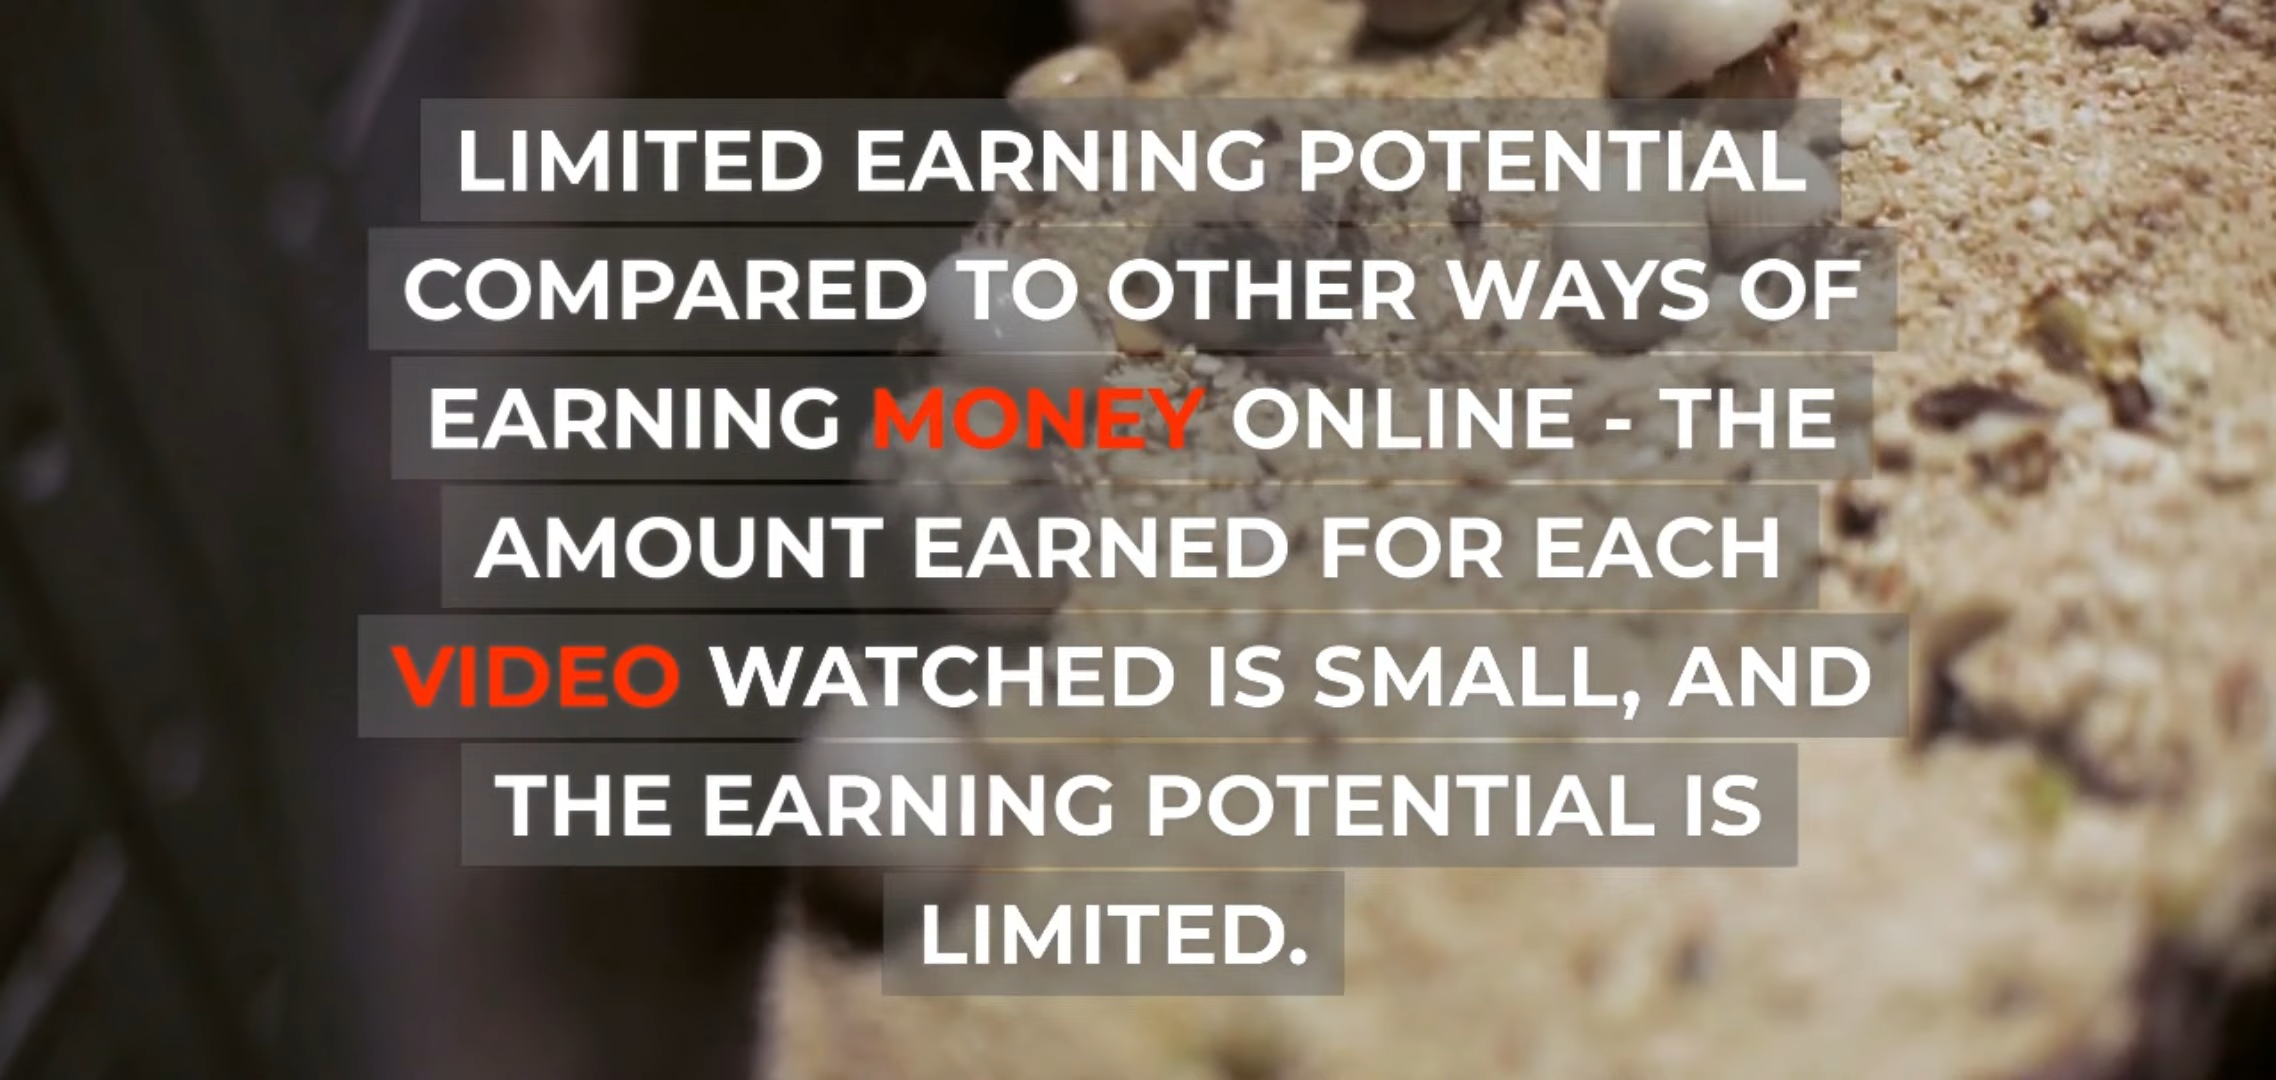 LIMITED EARNING POTENTIAL
COMPARED TO OTHER WAYS OF
EARNING MONEY ONLINE - THE
AMOUNT EARNED FOR EACH
VIDEO WATCHED IS SMALL, AND
THE EARNING POTENTIAL IS
LIMITED.